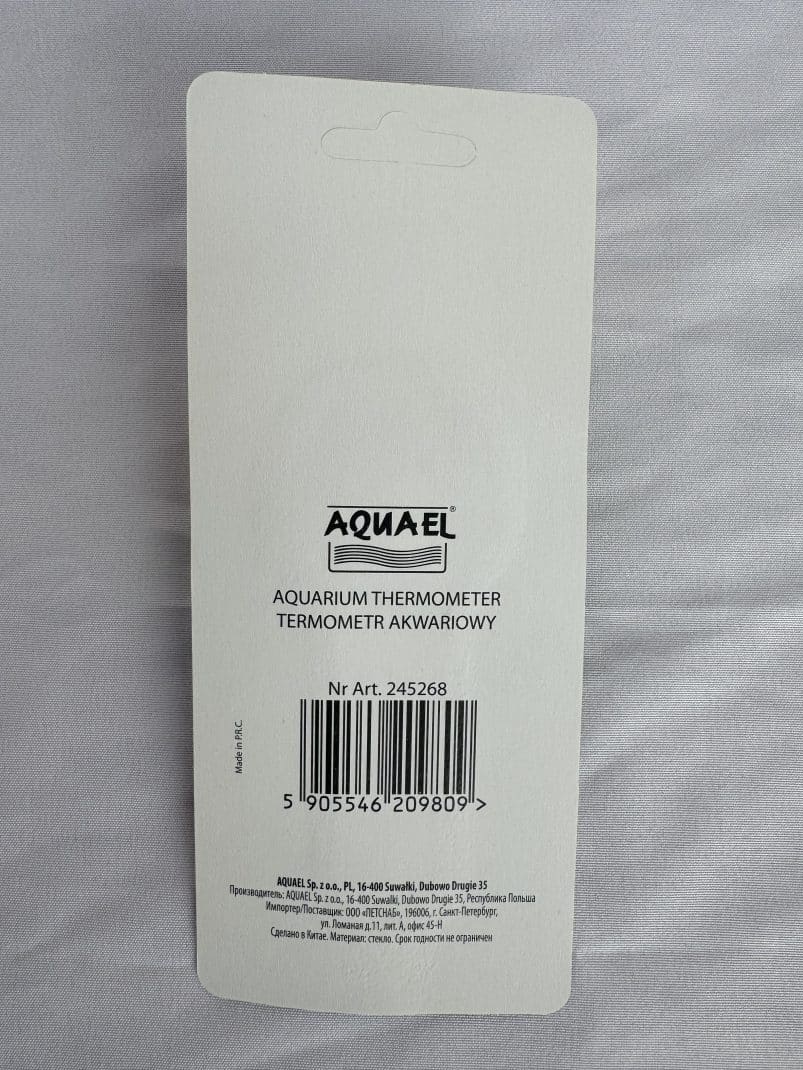 AQUAEL®
AQUARIUM THERMOMETER
TERMOMETR AKWARIOWY
Nr Art. 245268
Made in P.R.C.
5 905546 209809 >
AQUAEL Sp. z o.o., PL, 16-400 Suwałki, Dubowo Drugie 35
Производитель: AQUAEL Sp. z o.o., 16-400 Suwalki, Dubowo Drugie 35, Республика Польша
Импортер/Поставщик: ООО «ПЕТСНАБ», 196006, г. Санкт-Петербург,
ул. Ломаная д.11, лит. А, офис 45-Н
Сделано в Китае. Материал: стекло. Срок годности не ограничен